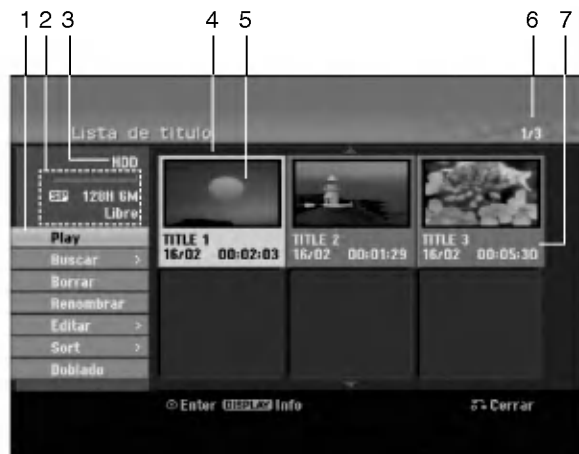 1 2 3 4 5 6 7
Lista de título
1/3
HDD
SEP 128H 6M
Libre
Play
Buscar >
Borrar
Renombrar
Editar >
Sort >
Doblado
TITLE 1
16/02 00:02:03
TITLE 2
16/02 00:01:29
TITLE 3
16/02 00:05:30
Enter DISPLAY Info
Cerrar